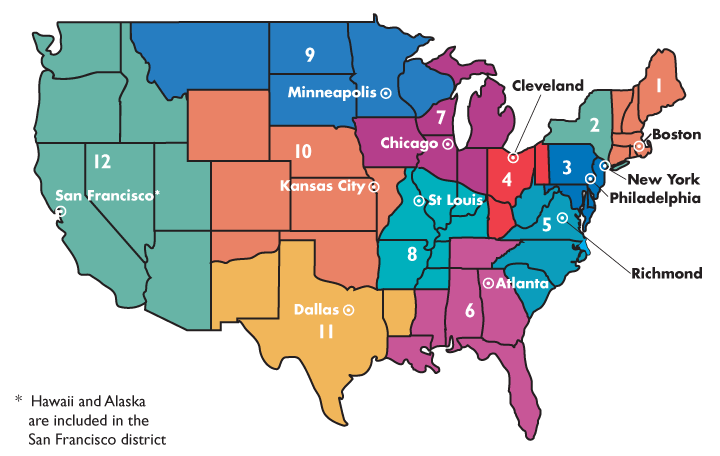 9
Minneapolis
Cleveland
1
7
Chicago
2
Boston
12
10
San Francisco*
Kansas City
St Louis
4
3
New York
Philadelphia
5
8
Richmond
Atlanta
6
Dallas
11
* Hawaii and Alaska
are included in the
San Francisco district